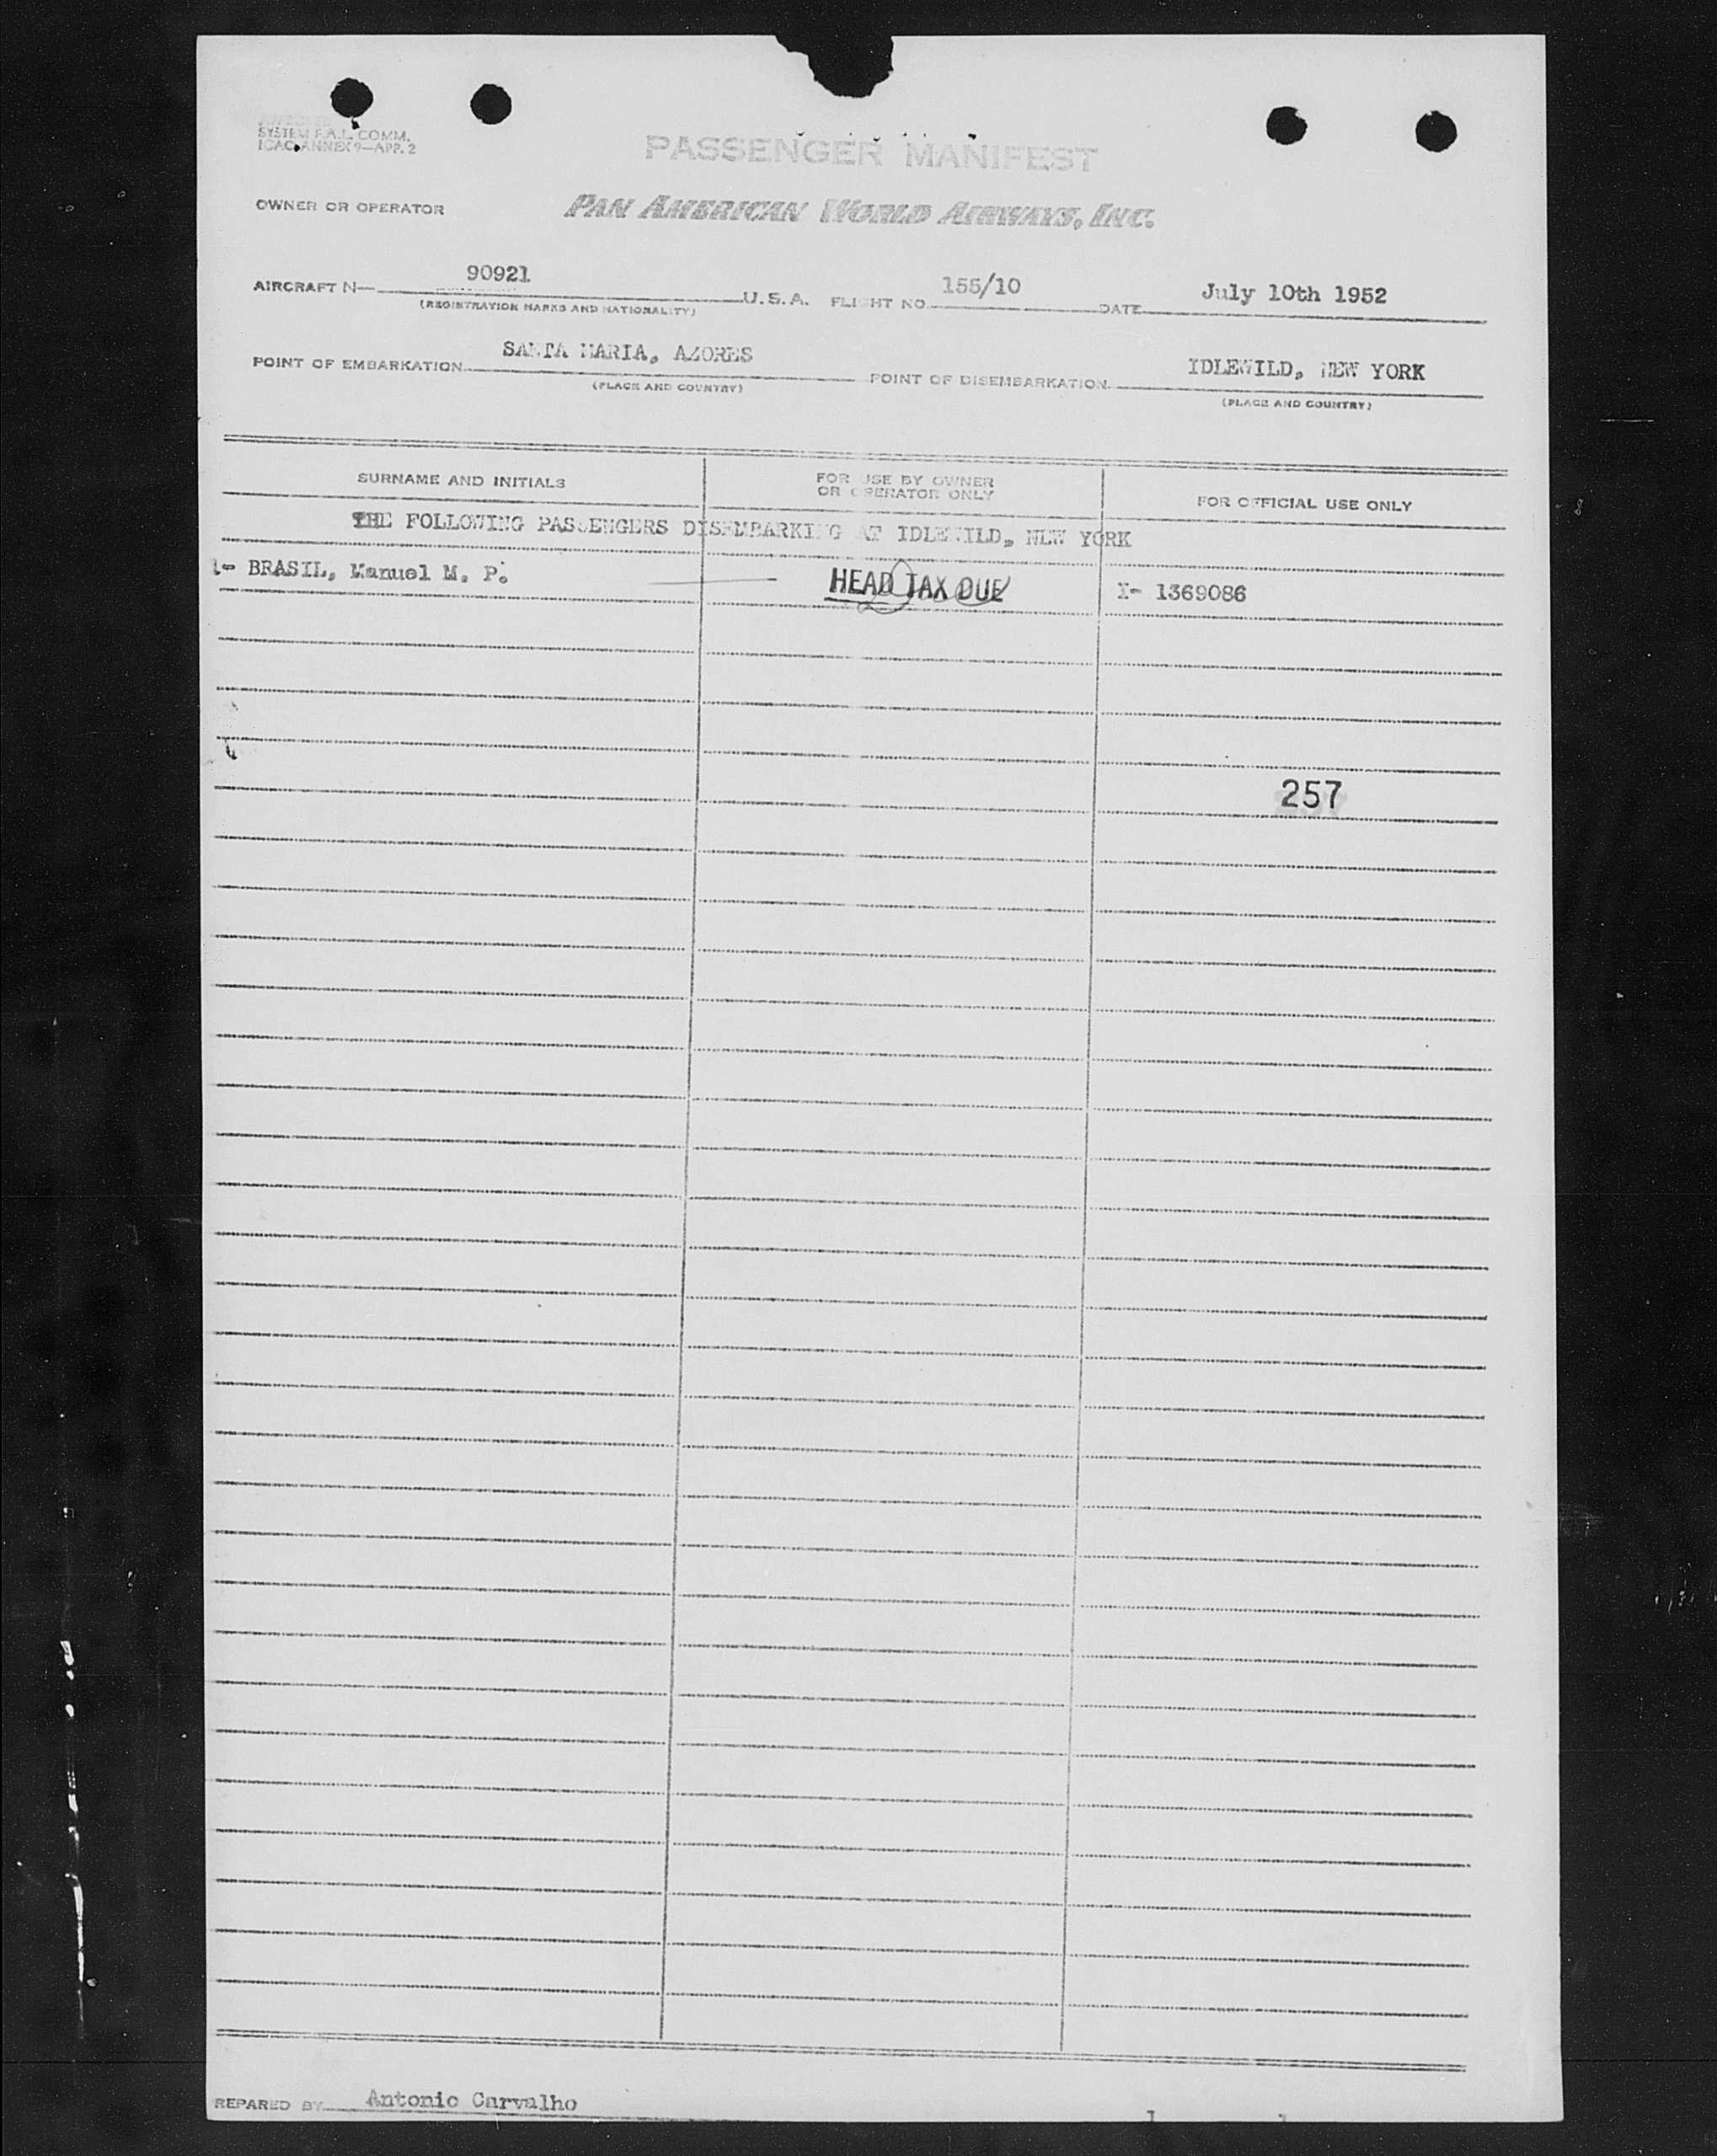 SYSTEM F.A.L. COMM.
ICAO ANNEX 9—APP. 2
PASSENGER MANIFEST
OWNER OR OPERATOR PAN AMERICAN WORLD AIRWAYS, INC.
AIRCRAFT N— 90921 U.S.A. FLIGHT NO. 155/10 DATE July 10th 1952
(REGISTRATION MARKS AND NATIONALITY)
POINT OF EMBARKATION SANTA MARIA, AZORES POINT OF DISEMBARKATION IDLEWILD, NEW YORK
(PLACE AND COUNTRY) (PLACE AND COUNTRY)
SURNAME AND INITIALS FOR USE BY OWNER OR OPERATOR ONLY FOR OFFICIAL USE ONLY
THE FOLLOWING PASSENGERS DISEMBARKING AT IDLEWILD, NEW YORK
1- BRASIL, Manuel M. P. HEAD TAX DUE I- 1369086
257
REPARED BY Antonio Carvalho